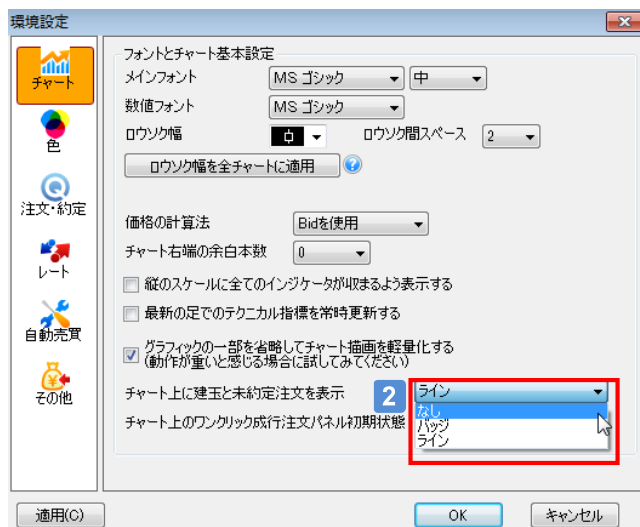 環境設定
チャート
色
注文・約定
レート
自動売買
その他
フォントとチャート基本設定
メインフォント MS ゴシック 中
数値フォント MS ゴシック
ロウソク幅 ロウソク間スペース 2
ロウソク幅を全チャートに適用 ?
価格の計算法 Bidを使用
チャート右端の余白本数 0
縦のスケールに全てのインジケータが収まるよう表示する
最新の足でのテクニカル指標を常時更新する
グラフィックの一部を省略してチャート描画を軽量化する
(動作が重いと感じる場合に試してみてください)
チャート上に建玉と未約定注文を表示 2 ライン
なし
チャート上のワンクリック成行注文パネル初期状態 バッジ
ライン
適用(C) OK キャンセル